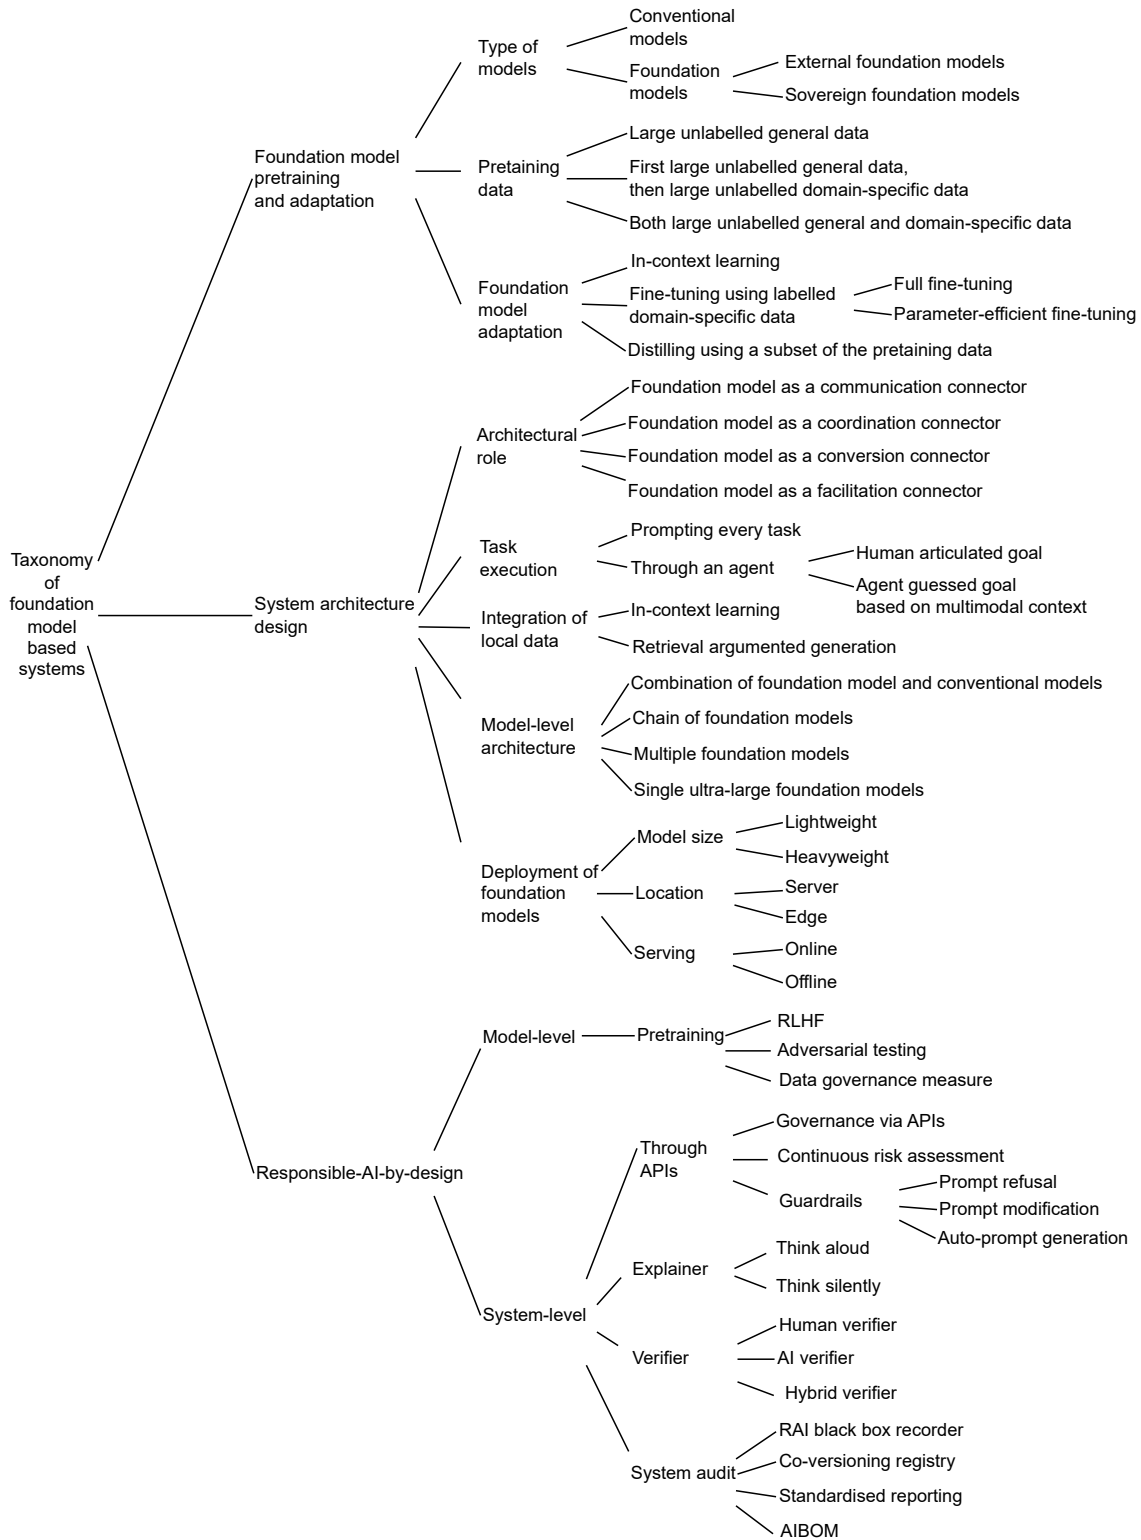 Taxonomy
of
foundation
model
based
systems
Foundation model
pretraining
and adaptation
Type of
models
Conventional
models
Foundation
models
External foundation models
Sovereign foundation models
Pretaining
data
Large unlabelled general data
First large unlabelled general data,
then large unlabelled domain-specific data
Both large unlabelled general and domain-specific data
Foundation
model
adaptation
In-context learning
Fine-tuning using labelled
domain-specific data
Full fine-tuning
Parameter-efficient fine-tuning
Distilling using a subset of the pretaining data
System architecture
design
Architectural
role
Foundation model as a communication connector
Foundation model as a coordination connector
Foundation model as a conversion connector
Foundation model as a facilitation connector
Task
execution
Prompting every task
Through an agent
Human articulated goal
Agent guessed goal
based on multimodal context
Integration of
local data
In-context learning
Retrieval argumented generation
Model-level
architecture
Combination of foundation model and conventional models
Chain of foundation models
Multiple foundation models
Single ultra-large foundation models
Deployment of
foundation
models
Model size
Lightweight
Heavyweight
Location
Server
Edge
Serving
Online
Offline
Responsible-AI-by-design
Model-level
Pretraining
RLHF
Adversarial testing
Data governance measure
System-level
Through
APIs
Governance via APIs
Continuous risk assessment
Guardrails
Prompt refusal
Prompt modification
Auto-prompt generation
Explainer
Think aloud
Think silently
Verifier
Human verifier
AI verifier
Hybrid verifier
System audit
RAI black box recorder
Co-versioning registry
Standardised reporting
AIBOM